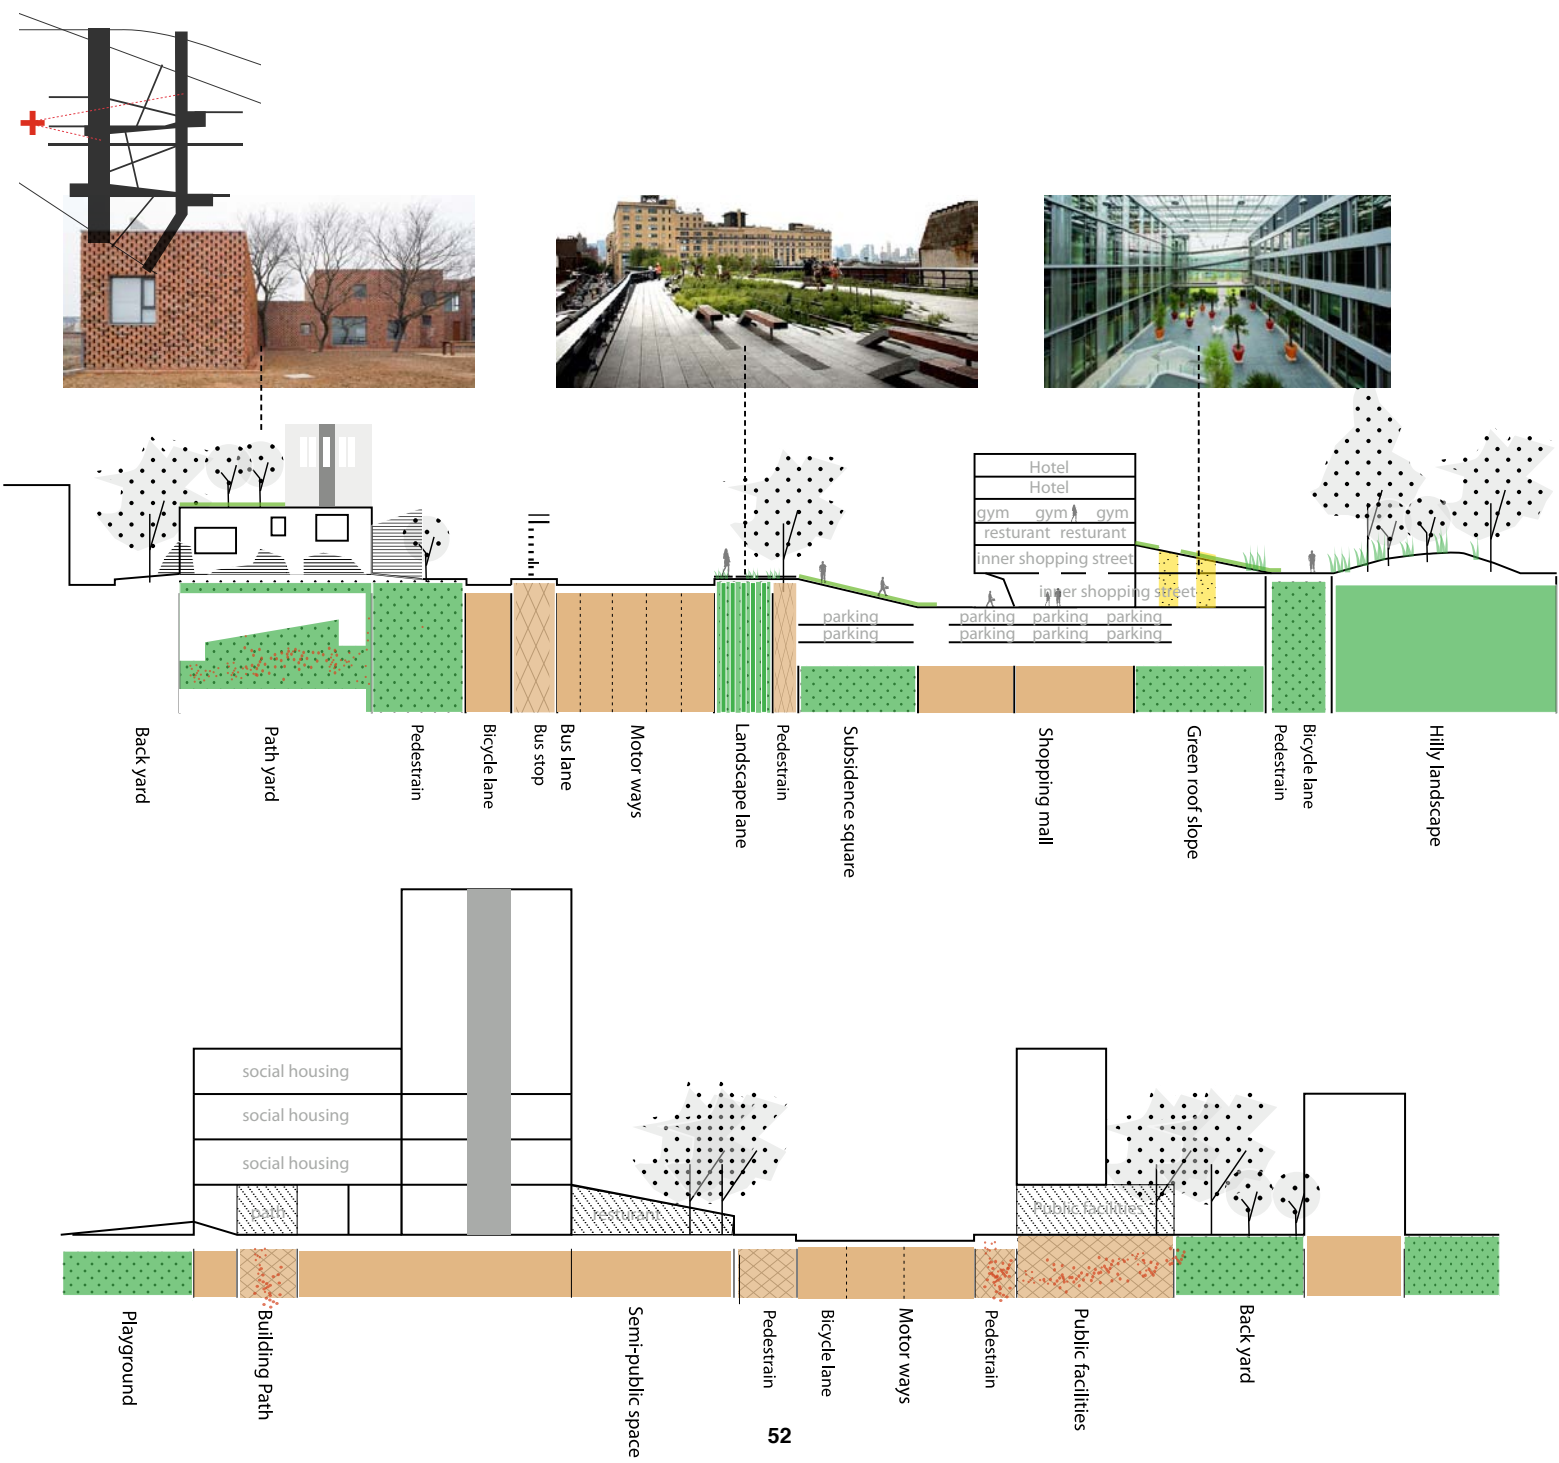 Hotel
Hotel
gym gym gym
resturant resturant
inner shopping street
inner shopping street
parking parking parking parking
parking parking parking parking
Back yard
Path yard
Pedestrain
Bicycle lane
Bus stop
Bus lane
Motor ways
Landscape lane
Pedestrain
Subsidence square
Shopping mall
Green roof slope
Pedestrain
Bicycle lane
Hilly landscape
social housing
social housing
social housing
path
resturant
Public facilities
Playground
Building Path
Semi-public space
Pedestrain
Bicycle lane
Motor ways
Pedestrain
Public facilities
Back yard
52